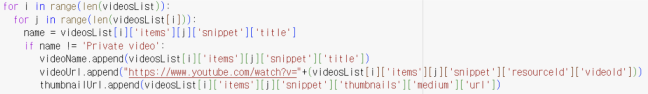 for i in range(len(videosList)):
  for j in range(len(videosList[i])):
    name = videosList[i]['items'][j]['snippet']['title']
    if name != 'Private video':
      videoName.append(videosList[i]['items'][j]['snippet']['title'])
      videoUrl.append("https://www.youtube.com/watch?v="+(videosList[i]['items'][j]['snippet']['resourceId']['videoId']))
      thumbnailUrl.append(videosList[i]['items'][j]['snippet']['thumbnails']['medium']['url'])